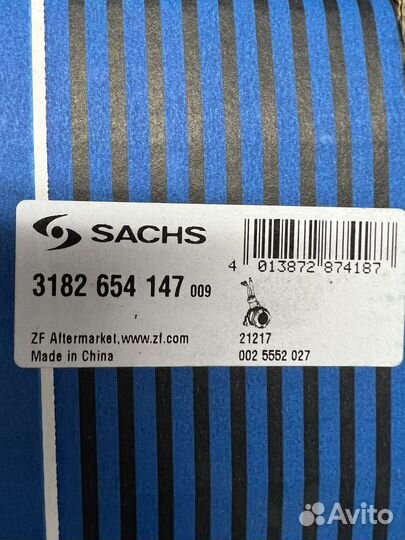 SACHS
4 013872 874187
3182 654 147 009
ZF Aftermarket, www.zf.com
21217
Made in China
002 5552 027
Avito